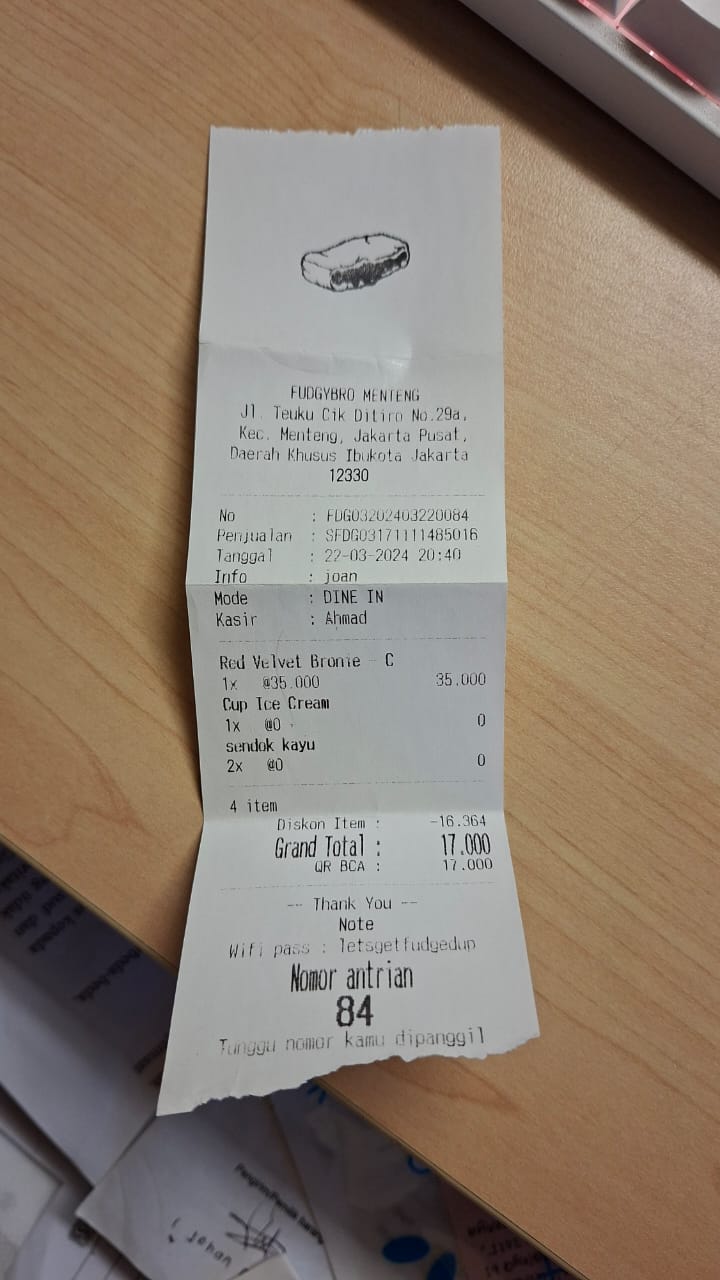 FUDGYBRO MENTENG
Jl. Teuku Cik Ditiro No.29a,
Kec. Menteng, Jakarta Pusat,
Daerah Khusus Ibukota Jakarta
12330
No : FDG03202403220084
Penjualan : SFDG03171111485016
Tanggal : 22-03-2024 20:40
Info : joan
Mode : DINE IN
Kasir : Ahmad
Red Velvet Bronie - C
1x @35.000 35.000
Cup Ice Cream
1x @0 0
sendok kayu
2x @0 0
4 item
Diskon Item : -16.364
Grand Total : 17.000
QR BCA : 17.000
-- Thank You --
Note
Wifi pass : letsgetfudgedup
Nomor antrian
84
Tunggu nomor kamu dipanggil